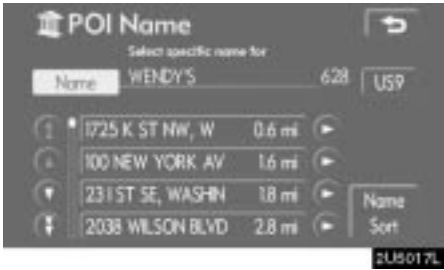 POI Name
Select specific name for
Name WENDY'S 628 US9
1725 K ST NW, W 0.6 mi
100 NEW YORK AV 1.6 mi
231 ST SE, WASHIN 1.8 mi
2038 WILSON BLVD 2.8 mi
Name
Sort
2U5017L